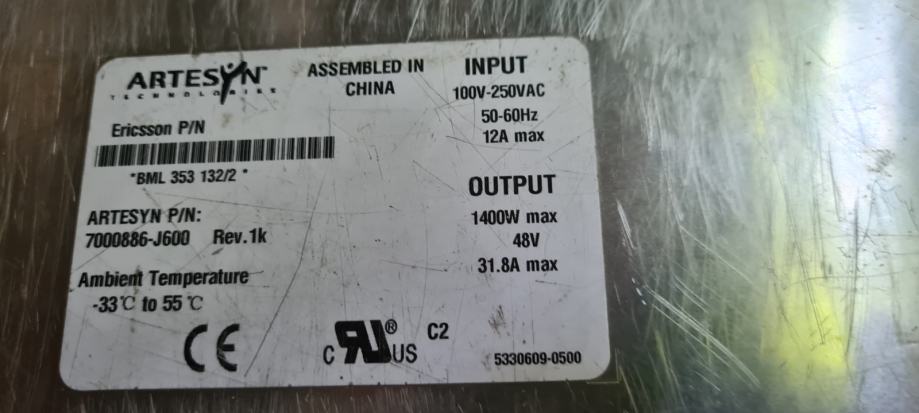 ARTESYN™
TECHNOLOGIES
ASSEMBLED IN
CHINA
Ericsson P/N
*BML 353 132/2 *
ARTESYN P/N:
7000886-J600 Rev.1k
Ambient Temperature
-33℃ to 55℃
CE
INPUT
100V-250VAC
50-60Hz
12A max
OUTPUT
1400W max
48V
31.8A max
C RU® US C2
5330609-0500